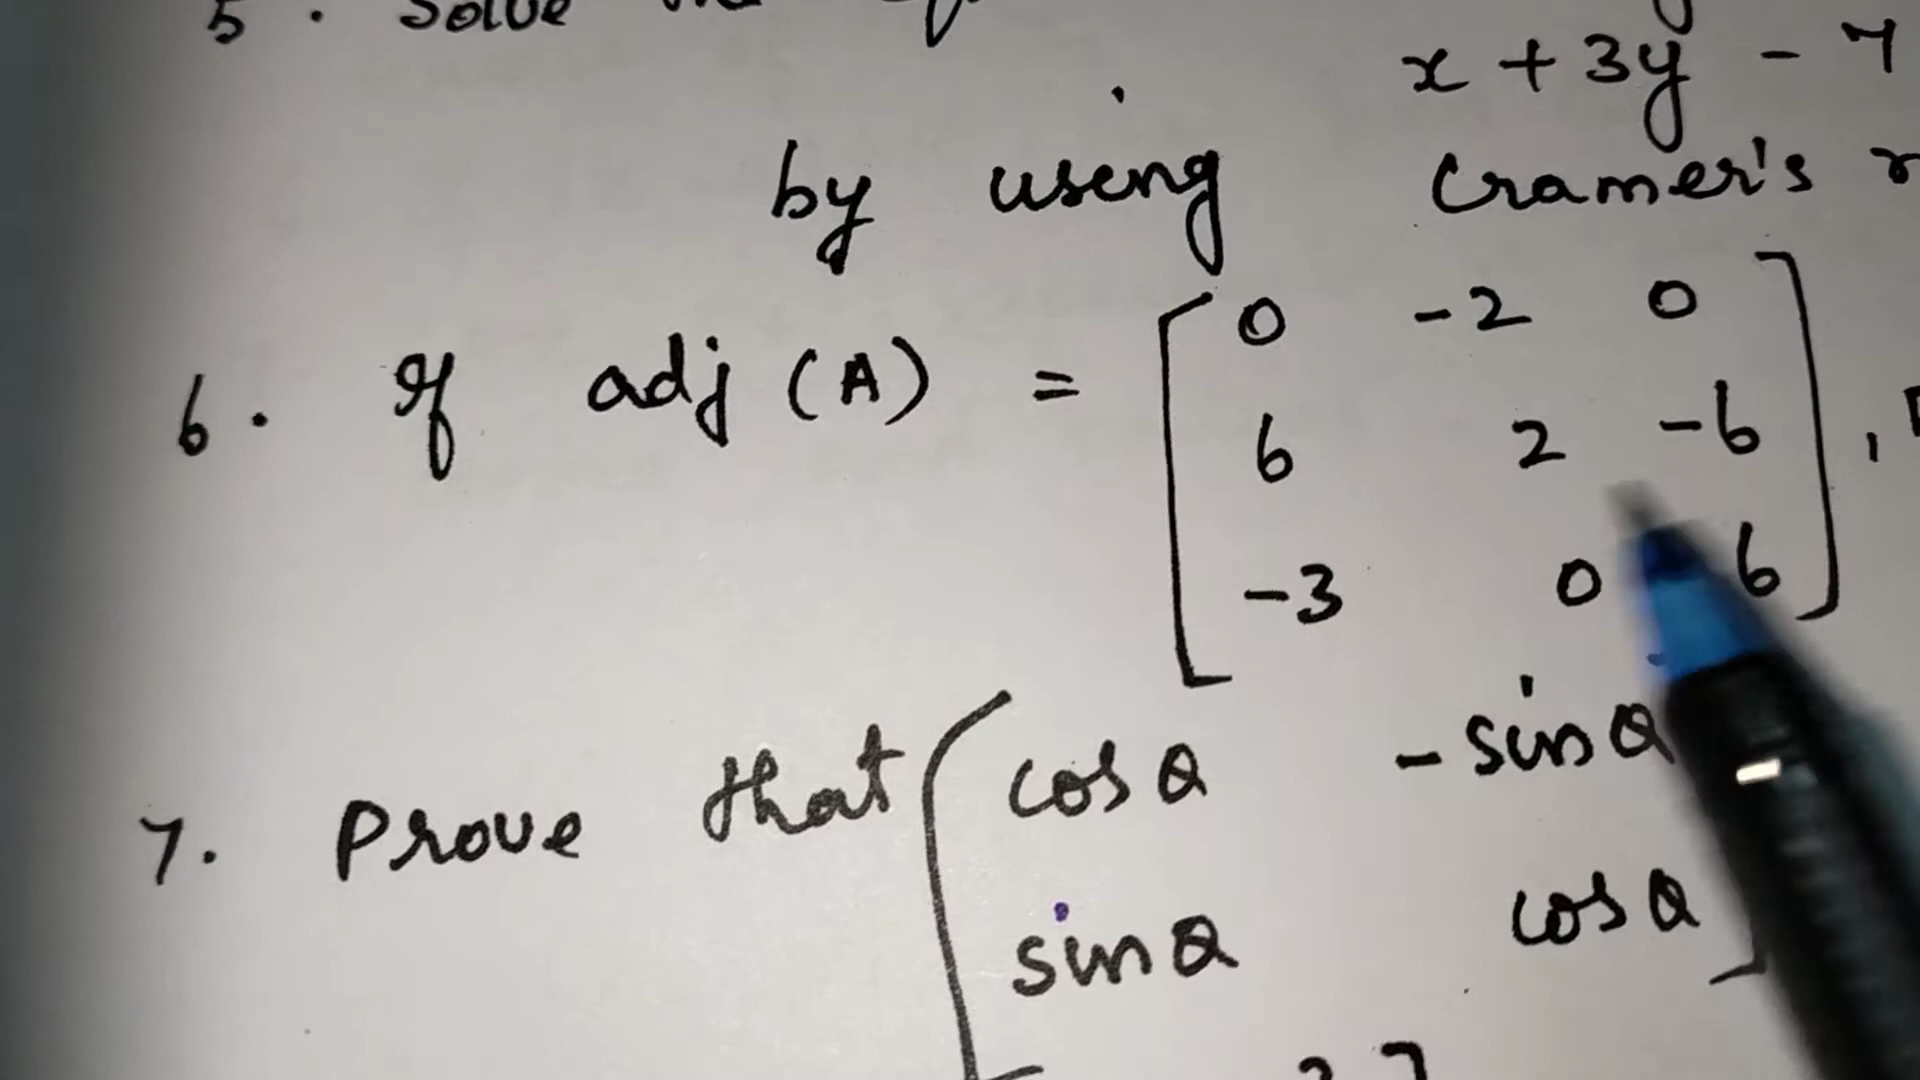 5. Solve the
x + 3y - 7
by using Cramer's
6. If adj (A) = [ 0 -2 0
6 2 -6
-3 0 6 ] ,
7. Prove that [ cos Q - sin Q
sin Q cos Q ]